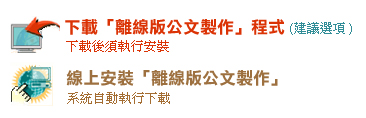 下載「離線版公文製作」程式 (建議選項)
下載後須執行安裝
線上安裝「離線版公文製作」
系統自動執行下載